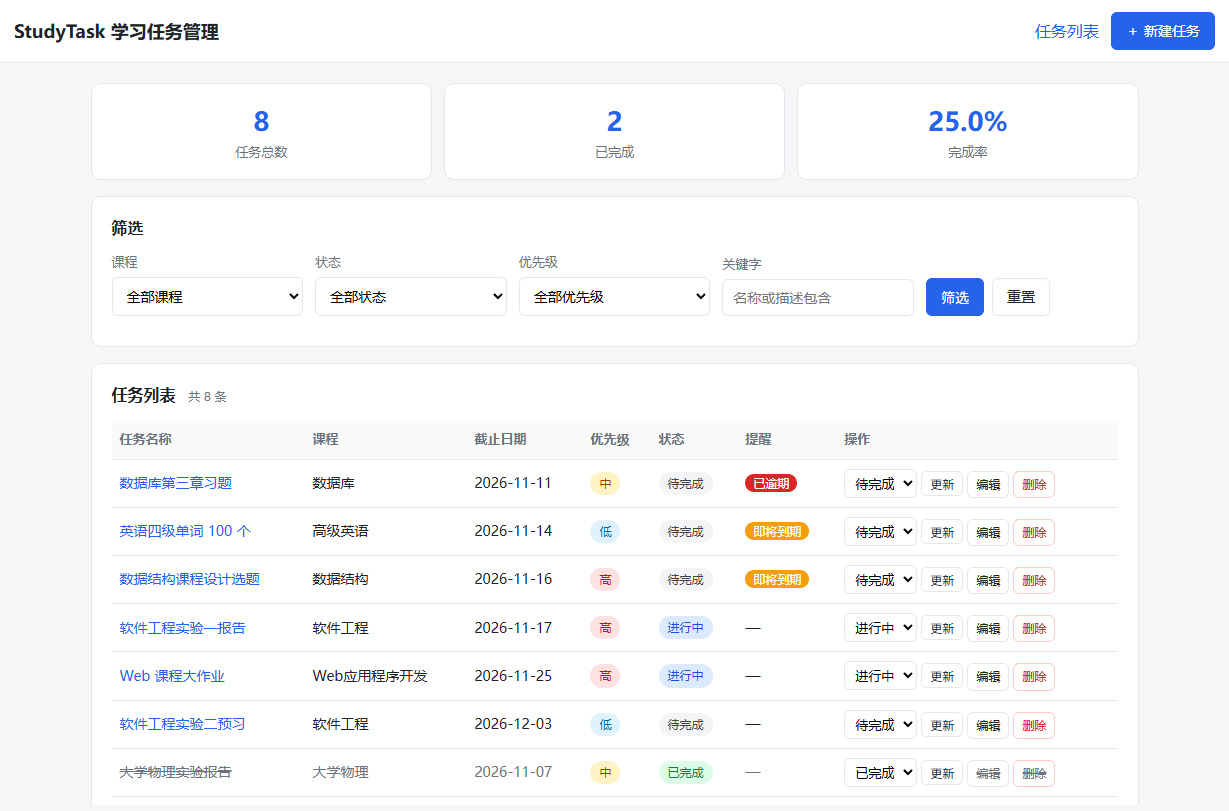 StudyTask 学习任务管理 任务列表 + 新建任务
8 2 25.0%
任务总数 已完成 完成率
筛选
课程 状态 优先级 关键字
全部课程 全部状态 全部优先级 名称或描述包含 筛选 重置
任务列表 共 8 条
任务名称 课程 截止日期 优先级 状态 提醒 操作
数据库第三章习题 数据库 2026-11-11 中 待完成 已逾期 待完成 更新 编辑 删除
英语四级单词 100 个 高级英语 2026-11-14 低 待完成 即将到期 待完成 更新 编辑 删除
数据结构课程设计选题 数据结构 2026-11-16 高 待完成 即将到期 待完成 更新 编辑 删除
软件工程实验一报告 软件工程 2026-11-17 高 进行中 — 进行中 更新 编辑 删除
Web 课程大作业 Web应用程序开发 2026-11-25 高 进行中 — 进行中 更新 编辑 删除
软件工程实验二预习 软件工程 2026-12-03 低 待完成 — 待完成 更新 编辑 删除
大学物理实验报告 大学物理 2026-11-07 中 已完成 — 已完成 更新 编辑 删除